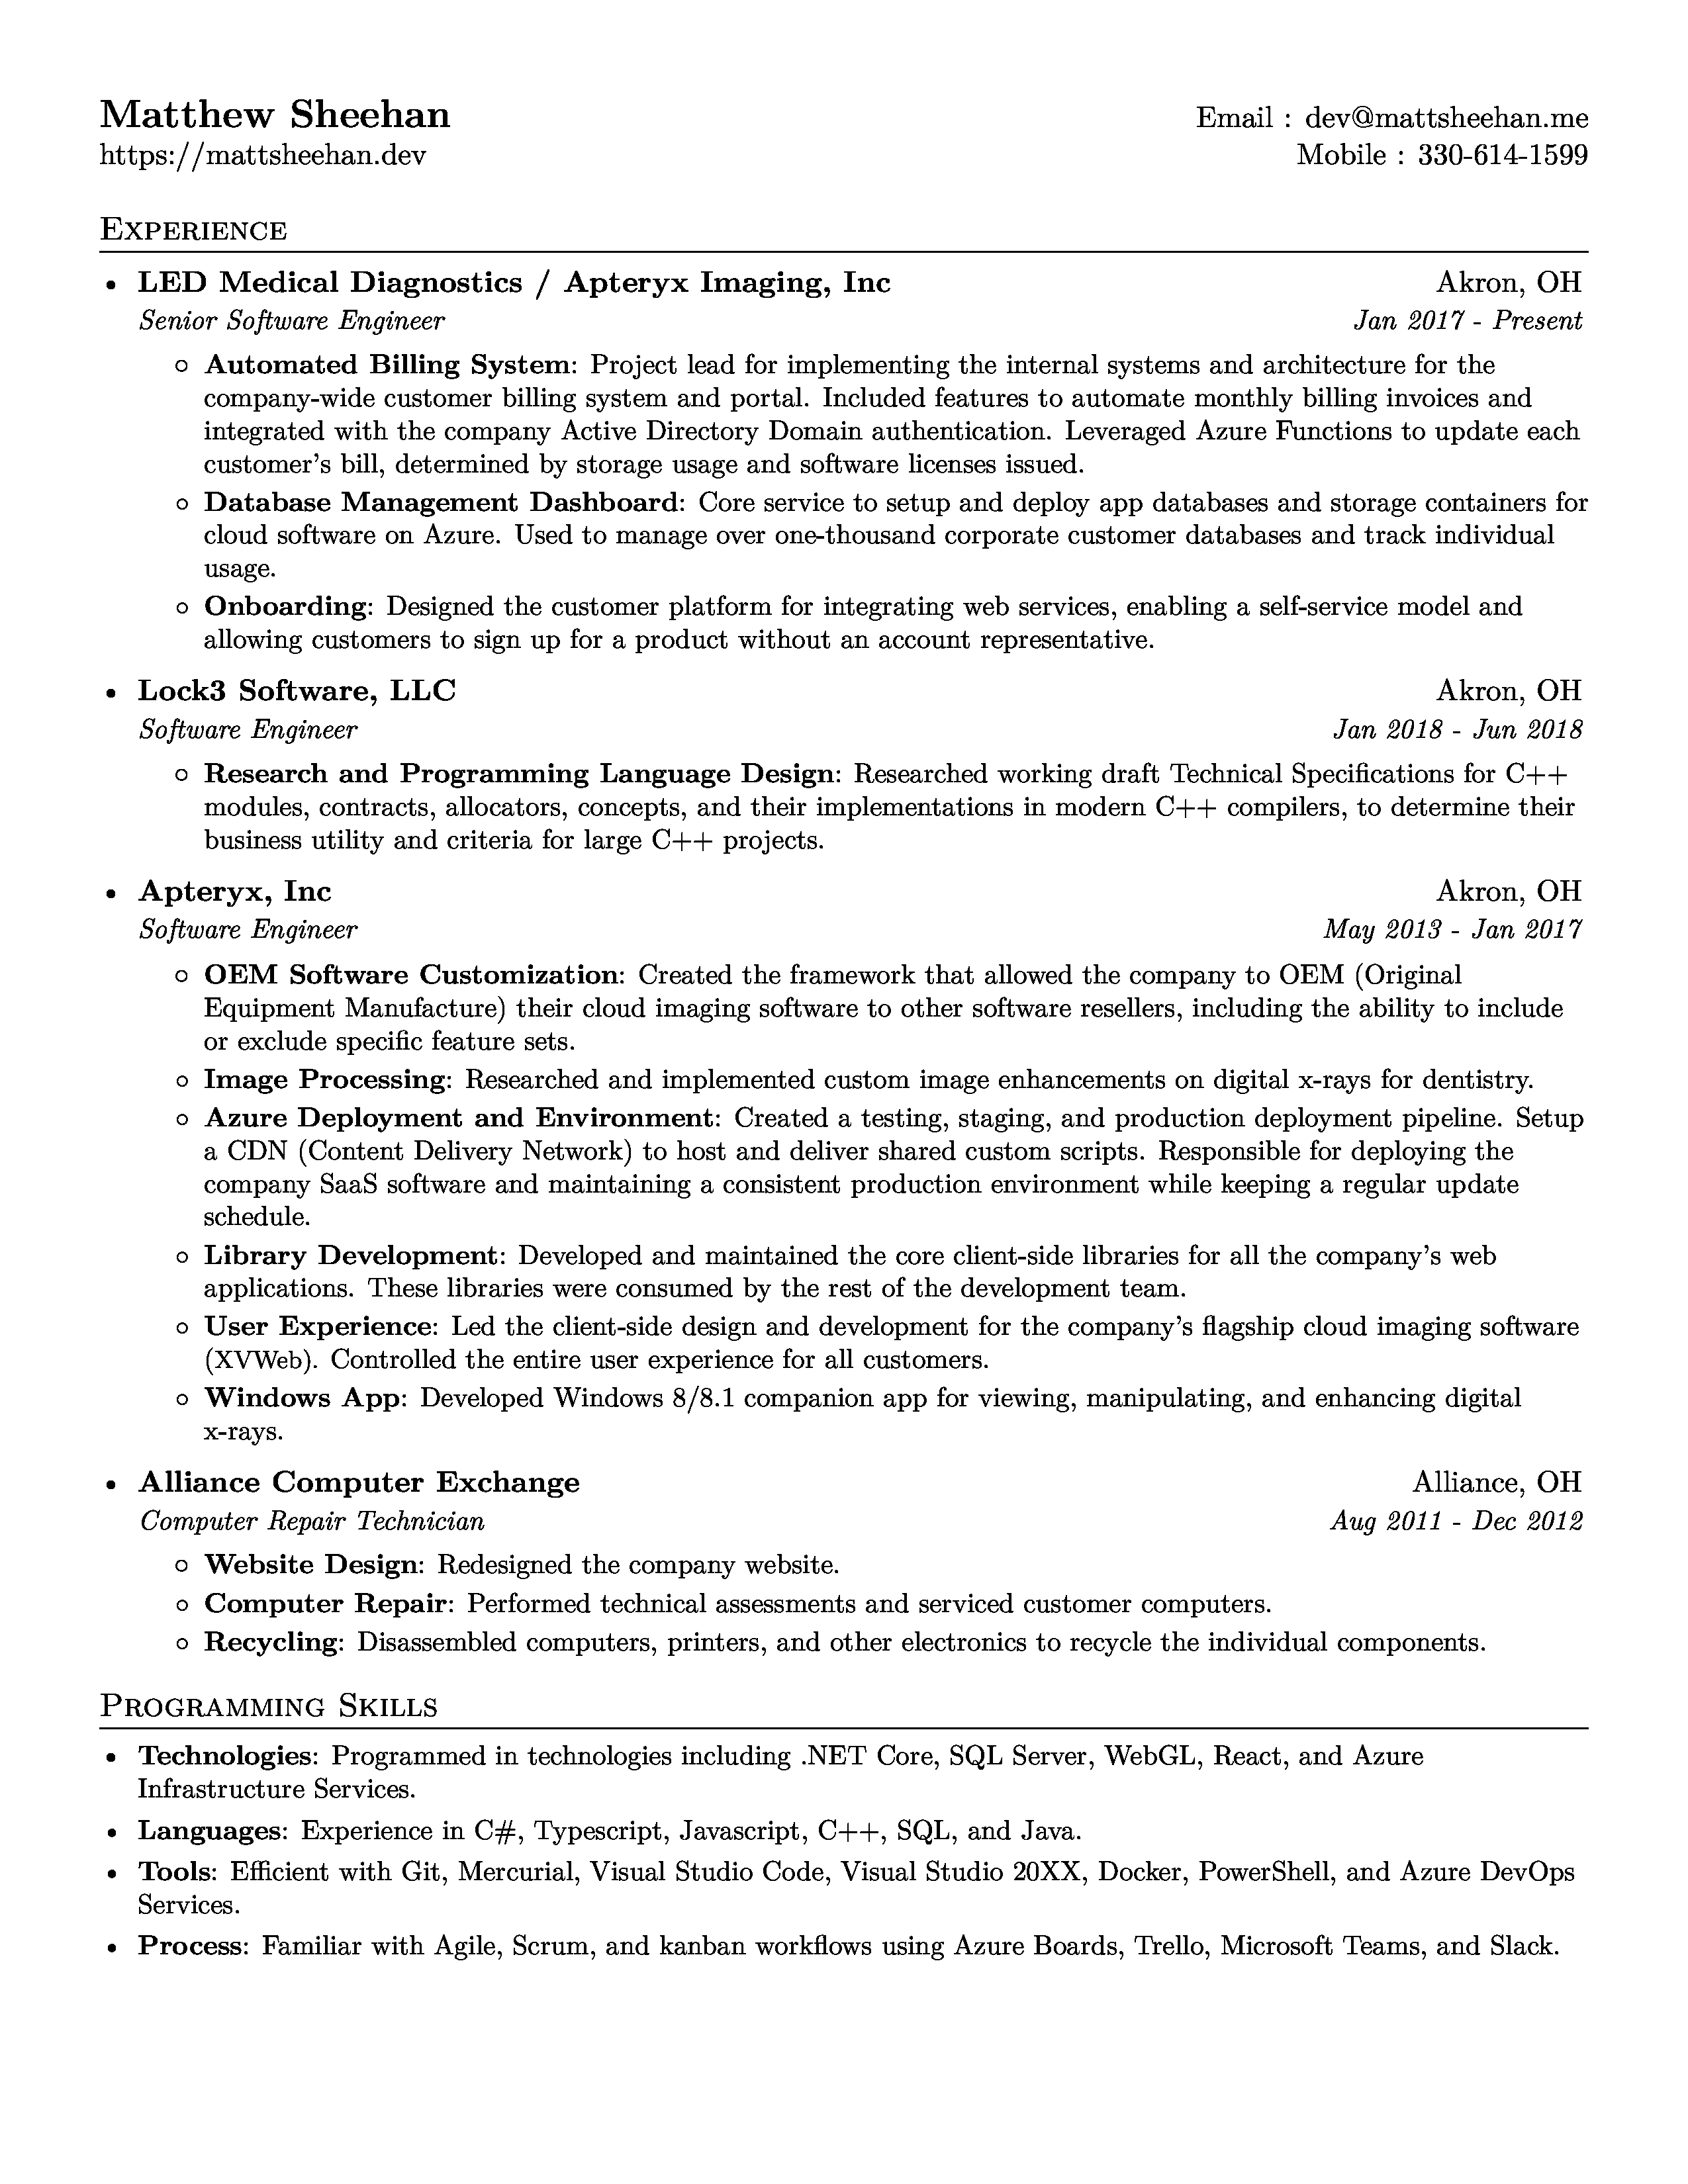 Matthew Sheehan
Email : dev@mattsheehan.me
https://mattsheehan.dev
Mobile : 330-614-1599
Experience
• LED Medical Diagnostics / Apteryx Imaging, Inc
Akron, OH
Senior Software Engineer
Jan 2017 - Present
◦ Automated Billing System: Project lead for implementing the internal systems and architecture for the
company-wide customer billing system and portal. Included features to automate monthly billing invoices and
integrated with the company Active Directory Domain authentication. Leveraged Azure Functions to update each
customer's bill, determined by storage usage and software licenses issued.
◦ Database Management Dashboard: Core service to setup and deploy app databases and storage containers for
cloud software on Azure. Used to manage over one-thousand corporate customer databases and track individual
usage.
◦ Onboarding: Designed the customer platform for integrating web services, enabling a self-service model and
allowing customers to sign up for a product without an account representative.
• Lock3 Software, LLC
Akron, OH
Software Engineer
Jan 2018 - Jun 2018
◦ Research and Programming Language Design: Researched working draft Technical Specifications for C++
modules, contracts, allocators, concepts, and their implementations in modern C++ compilers, to determine their
business utility and criteria for large C++ projects.
• Apteryx, Inc
Akron, OH
Software Engineer
May 2013 - Jan 2017
◦ OEM Software Customization: Created the framework that allowed the company to OEM (Original
Equipment Manufacture) their cloud imaging software to other software resellers, including the ability to include
or exclude specific feature sets.
◦ Image Processing: Researched and implemented custom image enhancements on digital x-rays for dentistry.
◦ Azure Deployment and Environment: Created a testing, staging, and production deployment pipeline. Setup
a CDN (Content Delivery Network) to host and deliver shared custom scripts. Responsible for deploying the
company SaaS software and maintaining a consistent production environment while keeping a regular update
schedule.
◦ Library Development: Developed and maintained the core client-side libraries for all the company's web
applications. These libraries were consumed by the rest of the development team.
◦ User Experience: Led the client-side design and development for the company's flagship cloud imaging software
(XVWeb). Controlled the entire user experience for all customers.
◦ Windows App: Developed Windows 8/8.1 companion app for viewing, manipulating, and enhancing digital
x-rays.
• Alliance Computer Exchange
Alliance, OH
Computer Repair Technician
Aug 2011 - Dec 2012
◦ Website Design: Redesigned the company website.
◦ Computer Repair: Performed technical assessments and serviced customer computers.
◦ Recycling: Disassembled computers, printers, and other electronics to recycle the individual components.
Programming Skills
• Technologies: Programmed in technologies including .NET Core, SQL Server, WebGL, React, and Azure
Infrastructure Services.
• Languages: Experience in C#, Typescript, Javascript, C++, SQL, and Java.
• Tools: Efficient with Git, Mercurial, Visual Studio Code, Visual Studio 20XX, Docker, PowerShell, and Azure DevOps
Services.
• Process: Familiar with Agile, Scrum, and kanban workflows using Azure Boards, Trello, Microsoft Teams, and Slack.